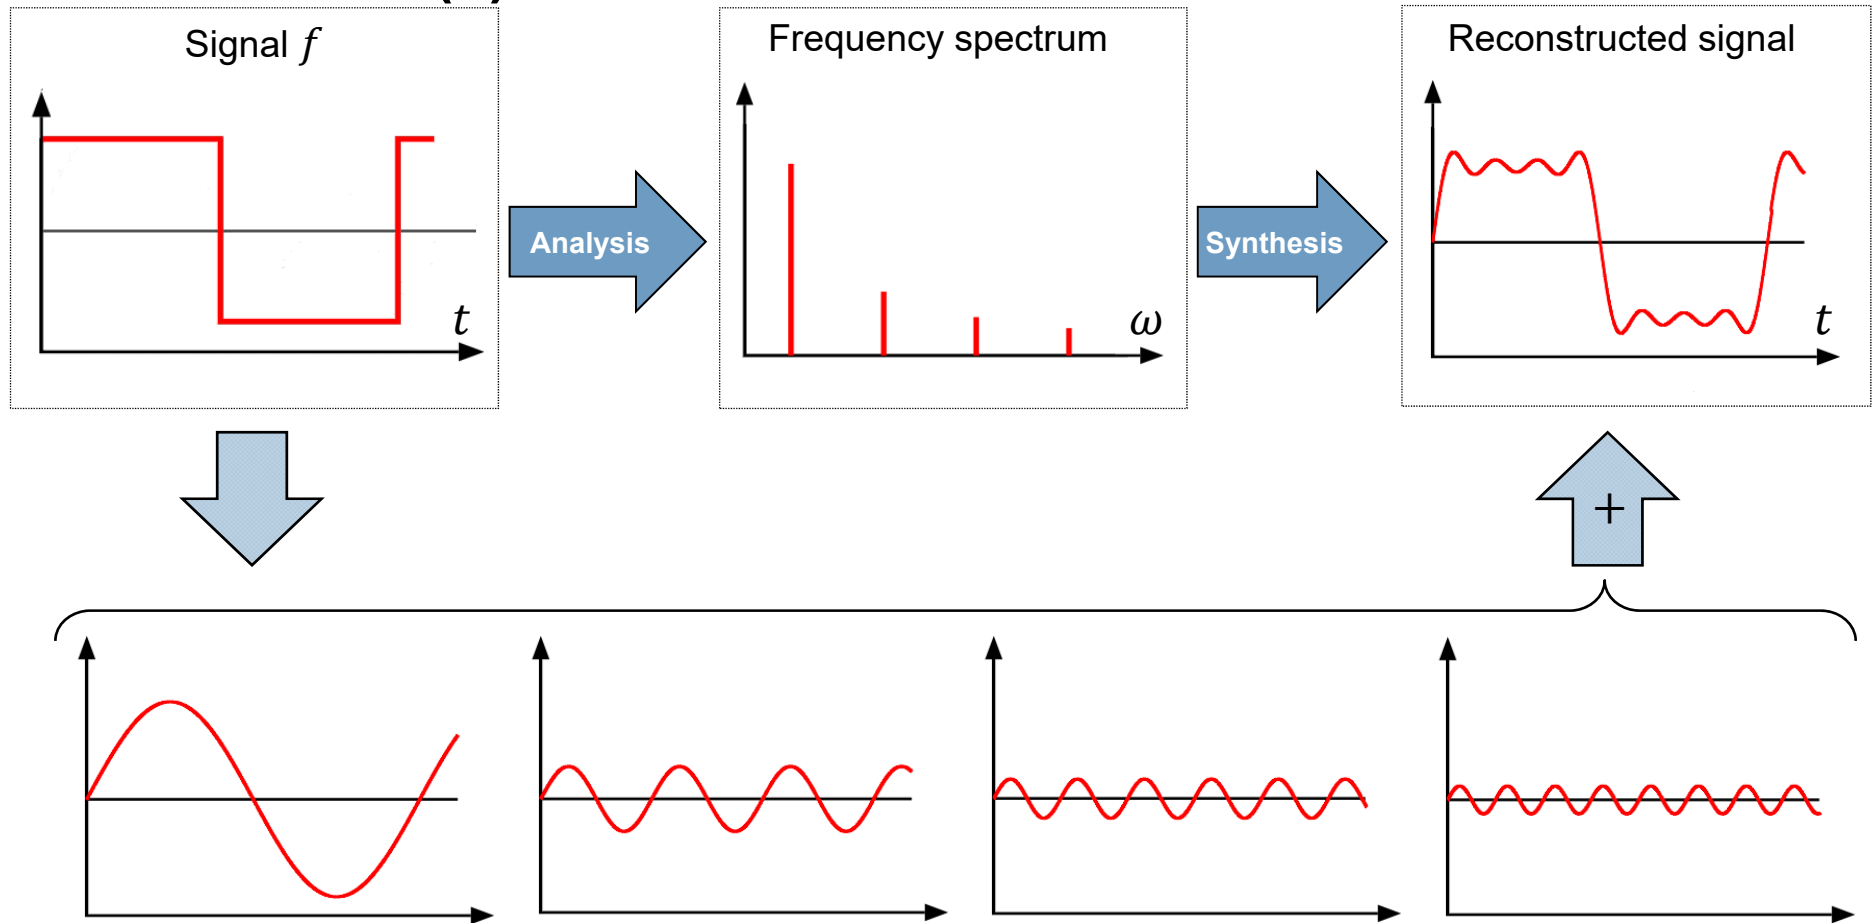 Signal 𝑓
Frequency spectrum
Reconstructed signal
Analysis
Synthesis
𝑡
𝜔
𝑡
+